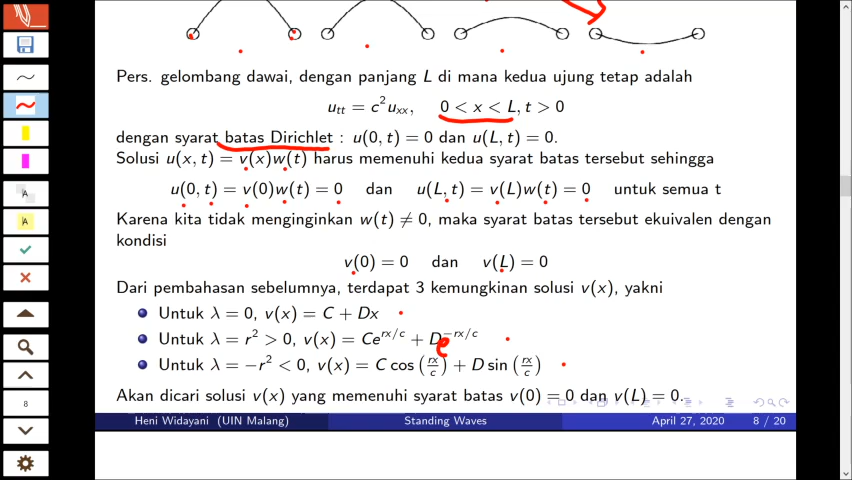 Pers. gelombang dawai, dengan panjang L di mana kedua ujung tetap adalah
u_tt = c²u_xx, 0 < x < L, t > 0
dengan syarat batas Dirichlet : u(0, t) = 0 dan u(L, t) = 0.
Solusi u(x, t) = v(x)w(t) harus memenuhi kedua syarat batas tersebut sehingga
u(0, t) = v(0)w(t) = 0 dan u(L, t) = v(L)w(t) = 0 untuk semua t
Karena kita tidak menginginkan w(t) ≠ 0, maka syarat batas tersebut ekuivalen dengan
kondisi
v(0) = 0 dan v(L) = 0
Dari pembahasan sebelumnya, terdapat 3 kemungkinan solusi v(x), yakni
Untuk λ = 0, v(x) = C + Dx
Untuk λ = r² > 0, v(x) = Ce^{rx/c} + De^{−rx/c}
Untuk λ = −r² < 0, v(x) = C cos (rx/c) + D sin (rx/c)
Akan dicari solusi v(x) yang memenuhi syarat batas v(0) = 0 dan v(L) = 0.
Heni Widayani (UIN Malang) Standing Waves April 27, 2020 8 / 20
A
A
8